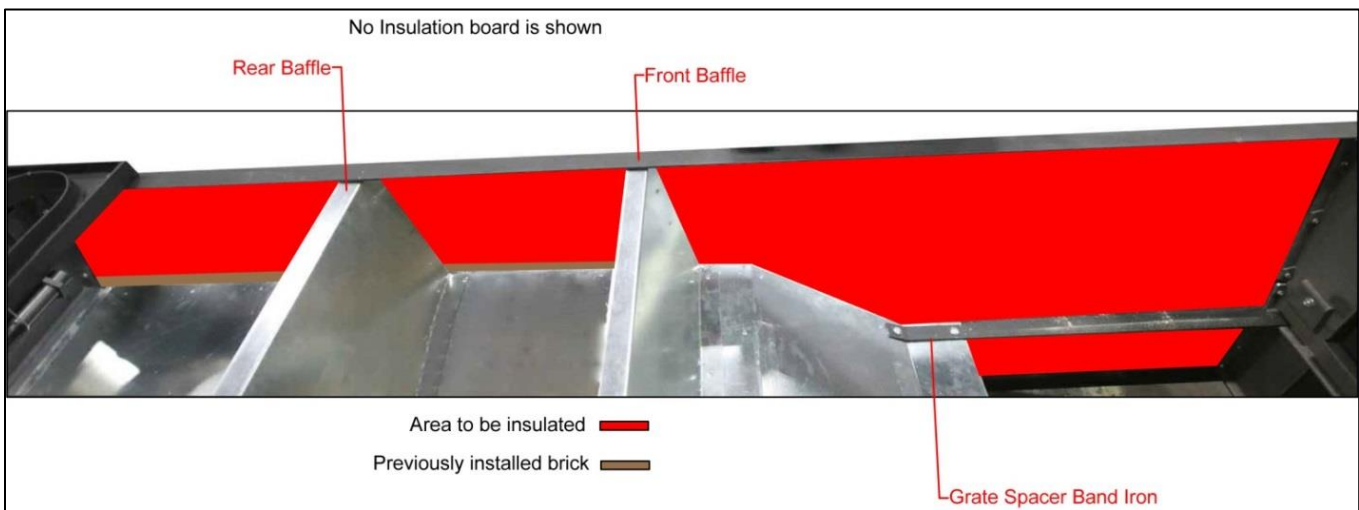 No Insulation board is shown
Rear Baffle
Front Baffle
Area to be insulated
Previously installed brick
Grate Spacer Band Iron